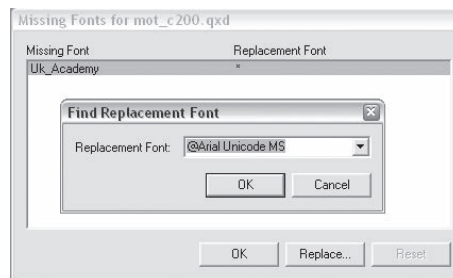 Missing Fonts for mot_c200.qxd
Missing Font Replacement Font
Uk_Academy *
Find Replacement Font
Replacement Font: @Arial Unicode MS
OK Cancel
OK Replace... Reset